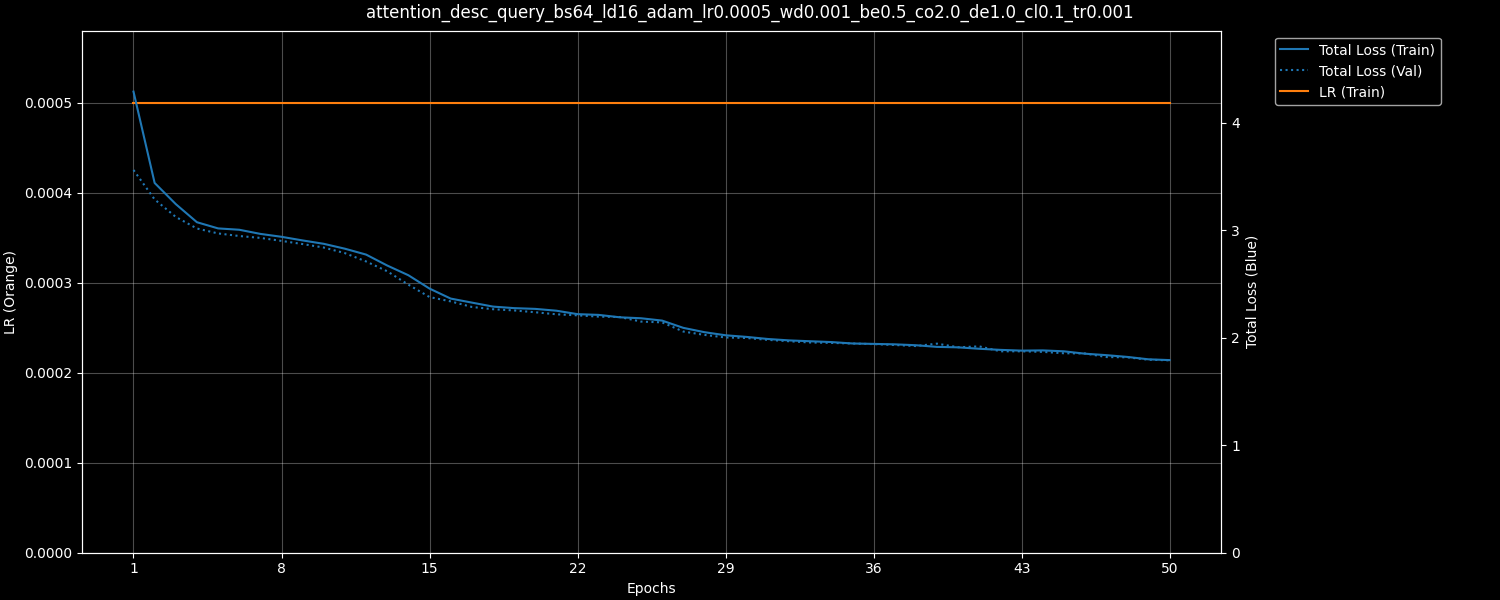 attention_desc_query_bs64_ld16_adam_lr0.0005_wd0.001_be0.5_co2.0_de1.0_cl0.1_tr0.001
Total Loss (Train)
Total Loss (Val)
LR (Train)
0.0005
0.0004
0.0003
0.0002
0.0001
0.0000
LR (Orange)
4
3
2
1
0
Total Loss (Blue)
1 8 15 22 29 36 43 50
Epochs